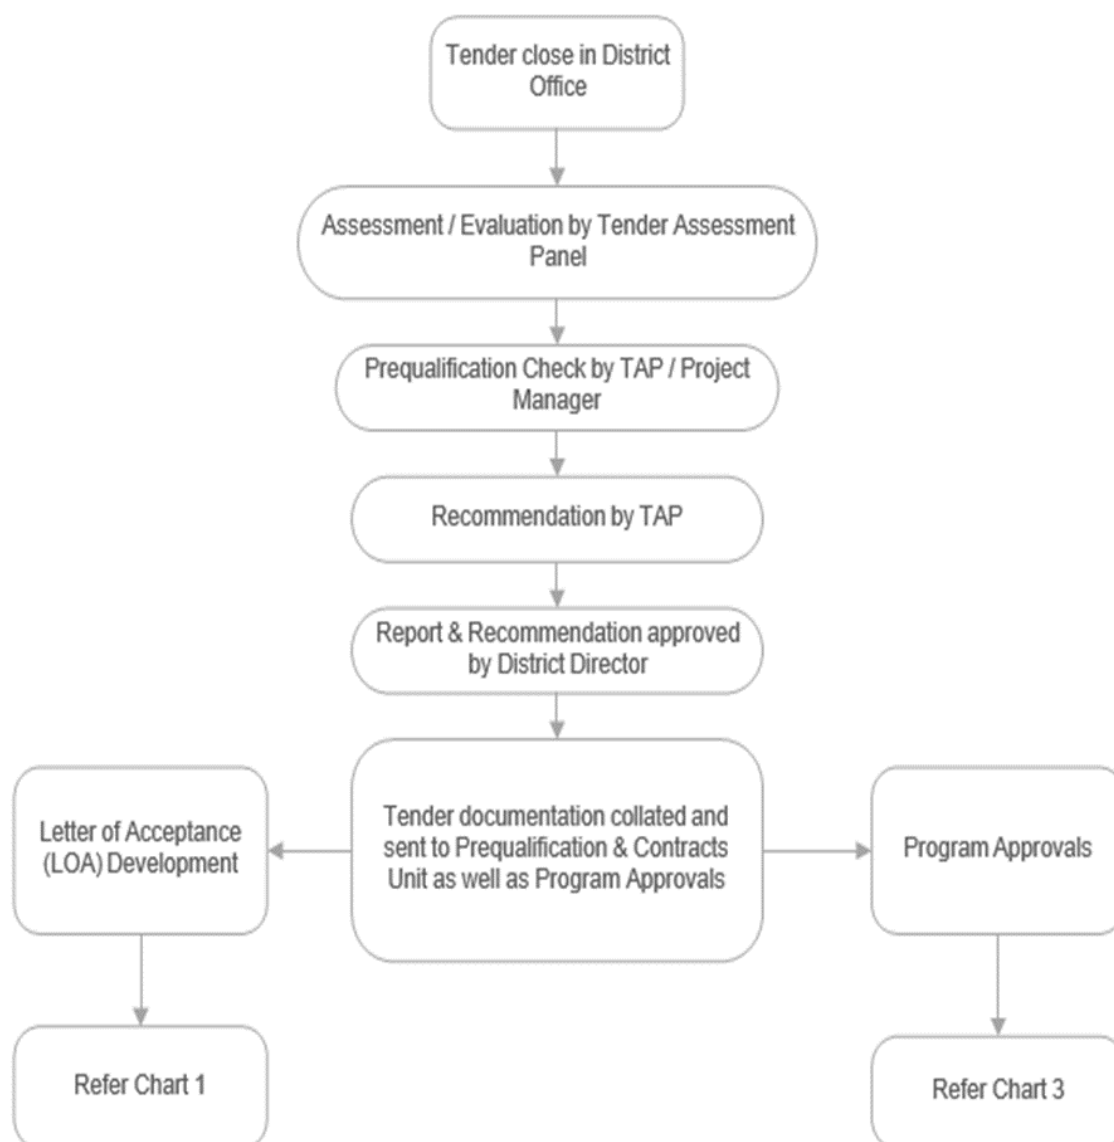 Tender close in District
Office
Assessment / Evaluation by Tender Assessment
Panel
Prequalification Check by TAP / Project
Manager
Recommendation by TAP
Report & Recommendation approved
by District Director
Letter of Acceptance
(LOA) Development
Tender documentation collated and
sent to Prequalification & Contracts
Unit as well as Program Approvals
Program Approvals
Refer Chart 1
Refer Chart 3